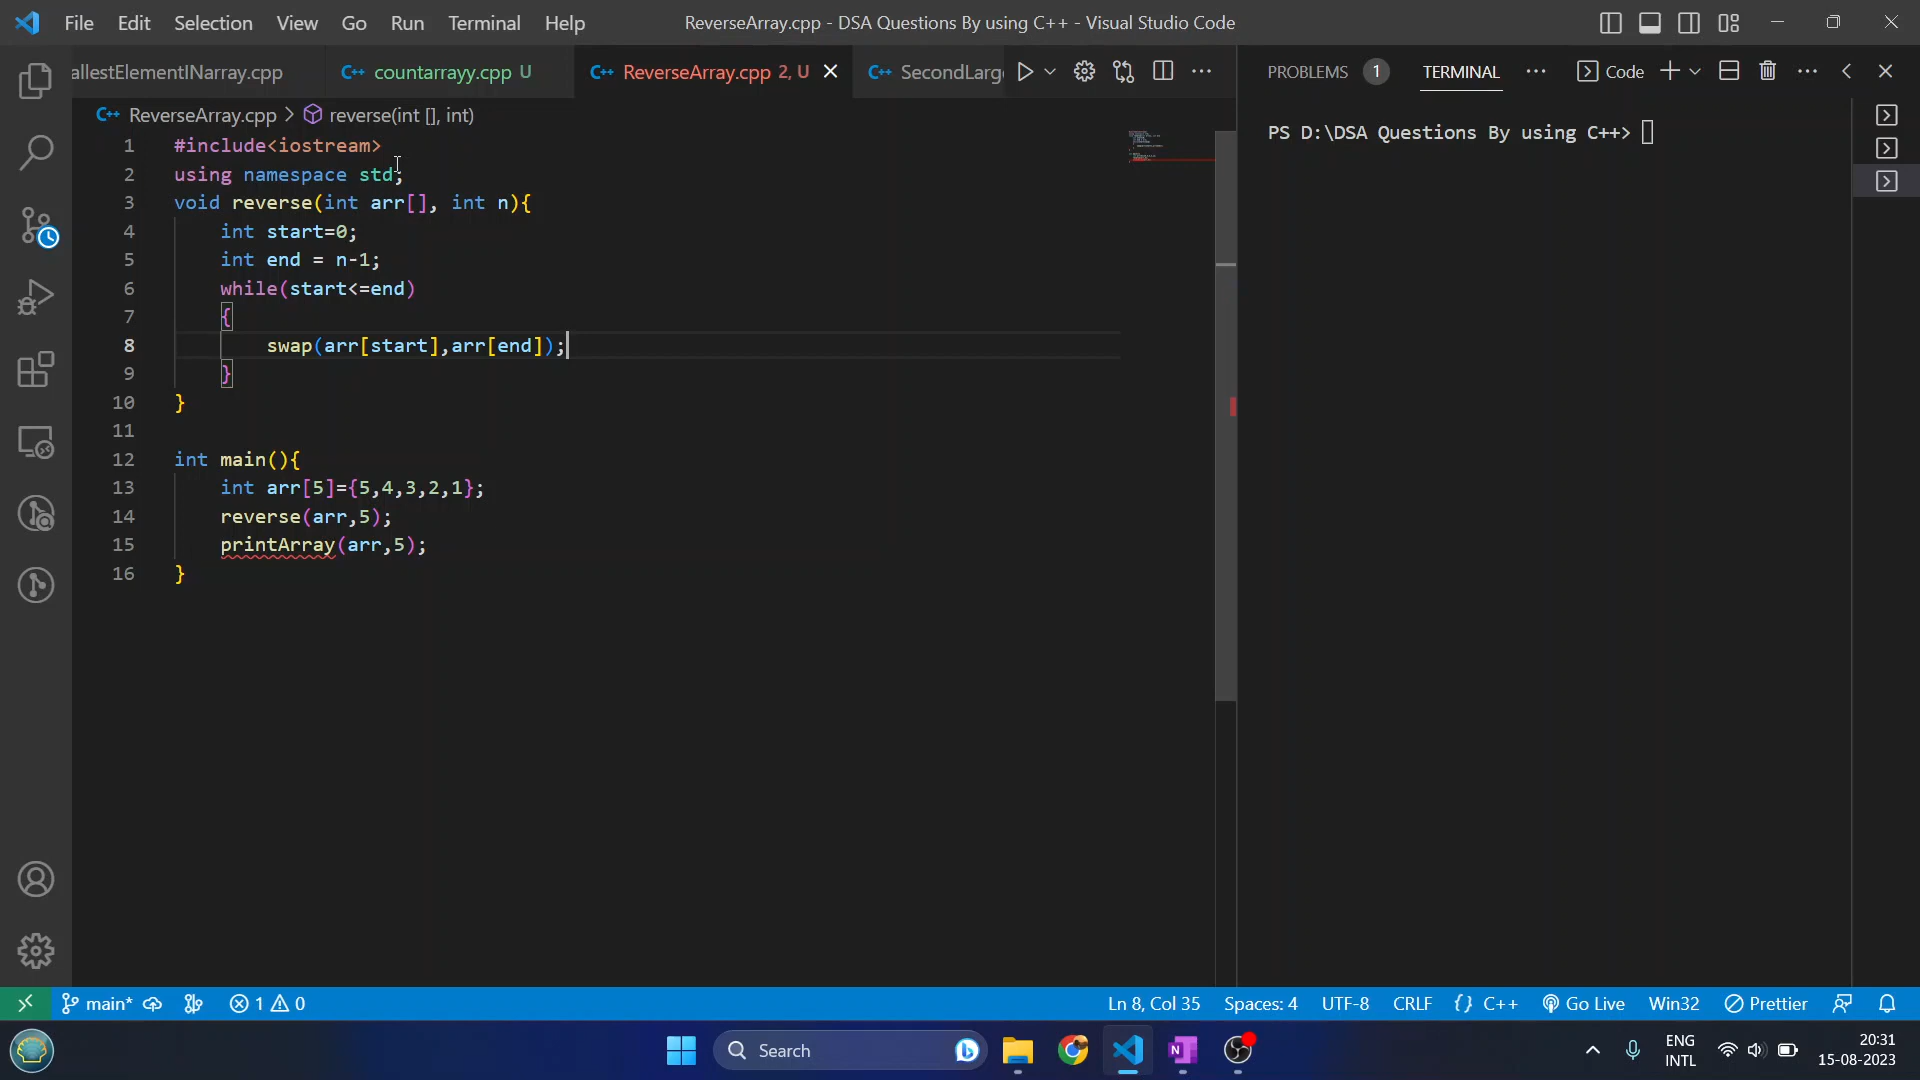 File Edit Selection View Go Run Terminal Help
ReverseArray.cpp - DSA Questions By using C++ - Visual Studio Code
allestElementINarray.cpp
C++ countarrayy.cpp U
C++ ReverseArray.cpp 2, U
C++ SecondLarg
PROBLEMS 1 TERMINAL Code
C++ ReverseArray.cpp > reverse(int [], int)
1 #include<iostream>
2 using namespace std;
3 void reverse(int arr[], int n){
4 int start=0;
5 int end = n-1;
6 while(start<=end)
7 {
8 swap(arr[start],arr[end]);
9 }
10 }
11
12 int main(){
13 int arr[5]={5,4,3,2,1};
14 reverse(arr,5);
15 printArray(arr,5);
16 }
PS D:\DSA Questions By using C++>
main* 1 0 Ln 8, Col 35 Spaces: 4 UTF-8 CRLF {} C++ Go Live Win32 Prettier
Search
ENG
INTL
20:31
15-08-2023